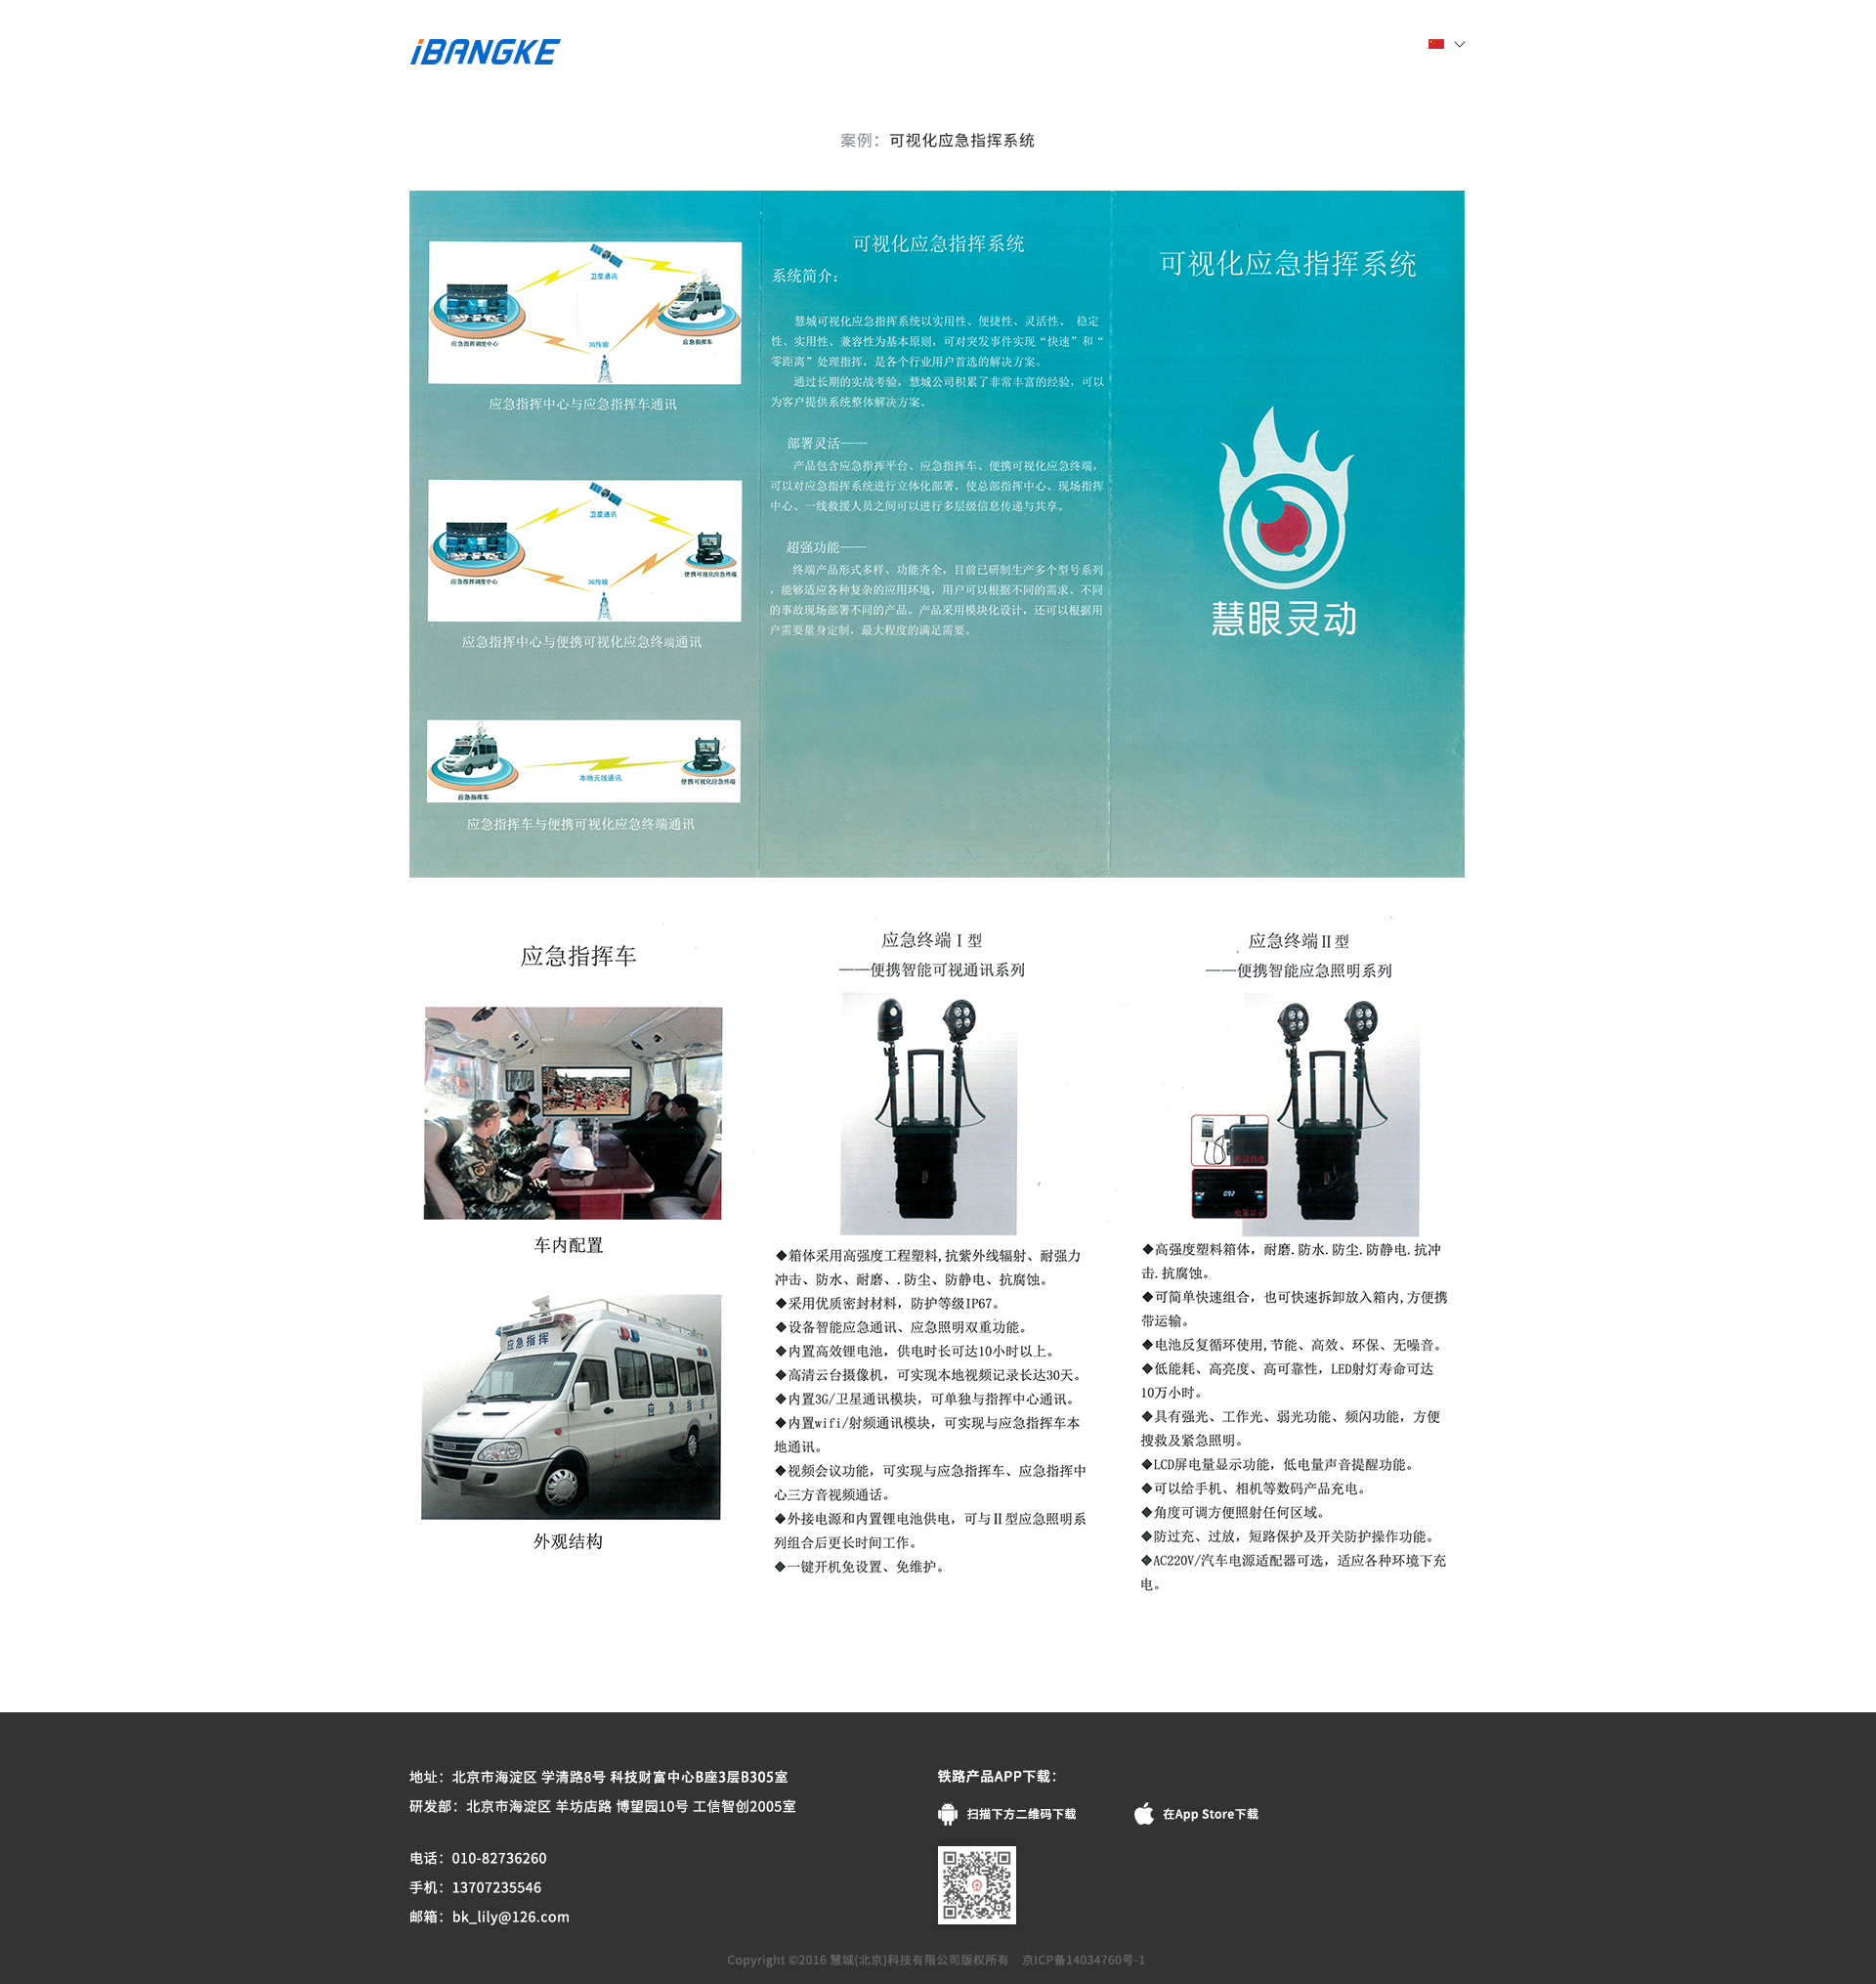 iBANGKE
案例：可视化应急指挥系统
卫星通讯
应急指挥调度中心
3G传输
应急指挥车
应急指挥中心与应急指挥车通讯
卫星通讯
应急指挥调度中心
3G传输
便携可视化应急终端
应急指挥中心与便携可视化应急终端通讯
本地无线通讯
应急指挥车
便携可视化应急终端
应急指挥车与便携可视化应急终端通讯
可视化应急指挥系统
系统简介：
慧城可视化应急指挥系统以实用性、便捷性、灵活性、 稳定
性、实用性、兼容性为基本原则，可对突发事件实现“快速”和“
零距离”处理指挥，是各个行业用户首选的解决方案。
通过长期的实战考验，慧城公司积累了非常丰富的经验，可以
为客户提供系统整体解决方案。
部署灵活——
产品包含应急指挥平台、应急指挥车、便携可视化应急终端，
可以对应急指挥系统进行立体化部署，使总部指挥中心、现场指挥
中心、一线救援人员之间可以进行多层级信息传递与共享。
超强功能——
终端产品形式多样、功能齐全，目前已研制生产多个型号系列
，能够适应各种复杂的应用环境，用户可以根据不同的需求、不同
的事故现场部署不同的产品。产品采用模块化设计，还可以根据用
户需要量身定制，最大程度的满足需要。
可视化应急指挥系统
慧眼灵动
应急指挥车
车内配置
应急指挥
应急指挥
外观结构
应急终端Ⅰ型
——便携智能可视通讯系列
◆箱体采用高强度工程塑料,抗紫外线辐射、耐强力
冲击、防水、耐磨、.防尘、防静电、抗腐蚀。
◆采用优质密封材料，防护等级IP67。
◆设备智能应急通讯、应急照明双重功能。
◆内置高效锂电池，供电时长可达10小时以上。
◆高清云台摄像机，可实现本地视频记录长达30天。
◆内置3G/卫星通讯模块，可单独与指挥中心通讯。
◆内置wifi/射频通讯模块，可实现与应急指挥车本
地通讯。
◆视频会议功能，可实现与应急指挥车、应急指挥中
心三方音视频通话。
◆外接电源和内置锂电池供电，可与Ⅱ型应急照明系
列组合后更长时间工作。
◆一键开机免设置、免维护。
应急终端Ⅱ型
——便携智能应急照明系列
外设供电
092
电量显示
◆高强度塑料箱体，耐磨.防水.防尘.防静电.抗冲
击.抗腐蚀。
◆可简单快速组合，也可快速拆卸放入箱内,方便携
带运输。
◆电池反复循环使用,节能、高效、环保、无噪音。
◆低能耗、高亮度、高可靠性，LED射灯寿命可达
10万小时。
◆具有强光、工作光、弱光功能、频闪功能，方便
搜救及紧急照明。
◆LCD屏电量显示功能，低电量声音提醒功能。
◆可以给手机、相机等数码产品充电。
◆角度可调方便照射任何区域。
◆防过充、过放，短路保护及开关防护操作功能。
◆AC220V/汽车电源适配器可选，适应各种环境下充
电。
地址：北京市海淀区 学清路8号 科技财富中心B座3层B305室
研发部：北京市海淀区 羊坊店路 博望园10号 工信智创2005室
电话：010-82736260
手机：13707235546
邮箱：bk_lily@126.com
铁路产品APP下载：
扫描下方二维码下载
在App Store下载
Copyright ©2016 慧城(北京)科技有限公司版权所有 京ICP备14034760号-1